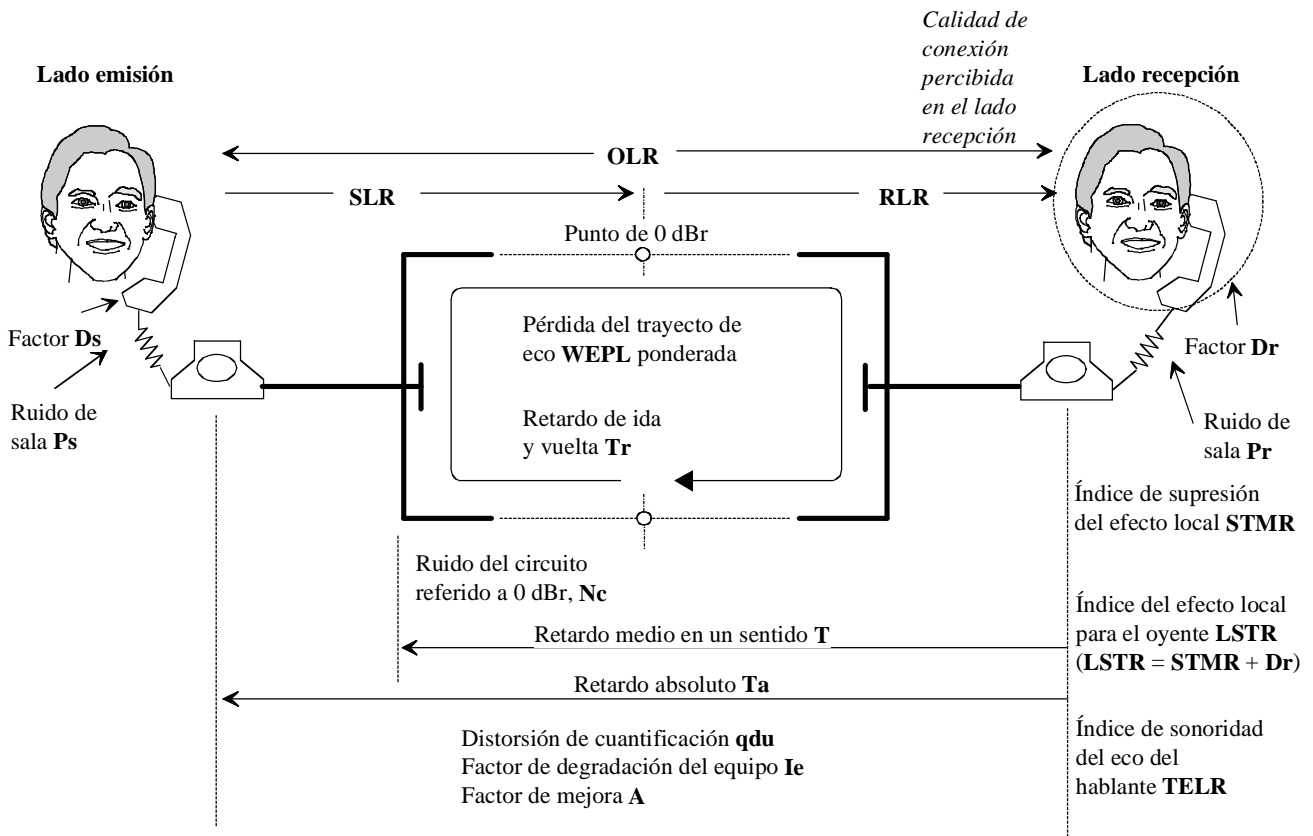 Calidad de
conexión
percibida
en el lado
recepción
Lado emisión
Lado recepción
OLR
SLR
RLR
Punto de 0 dBr
Pérdida del trayecto de
eco WEPL ponderada
Factor Ds
Factor Dr
Ruido de
sala Ps
Retardo de ida
y vuelta Tr
Ruido de
sala Pr
Índice de supresión
del efecto local STMR
Ruido del circuito
referido a 0 dBr, Nc
Índice del efecto local
para el oyente LSTR
(LSTR = STMR + Dr)
Retardo medio en un sentido T
Retardo absoluto Ta
Distorsión de cuantificación qdu
Factor de degradación del equipo Ie
Factor de mejora A
Índice de sonoridad
del eco del
hablante TELR